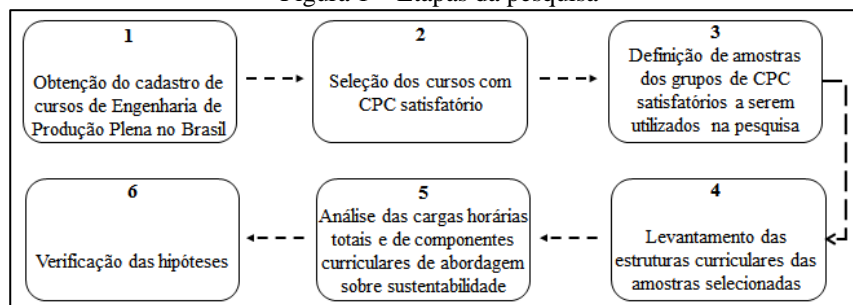 Figura 1 – Etapas da pesquisa
1
Obtenção do cadastro de
cursos de Engenharia de
Produção Plena no Brasil
2
Seleção dos cursos com
CPC satisfatório
3
Definição de amostras
dos grupos de CPC
satisfatórios a serem
utilizados na pesquisa
4
Levantamento das
estruturas curriculares das
amostras selecionadas
5
Análise das cargas horárias
totais e de componentes
curriculares de abordagem
sobre sustentabilidade
6
Verificação das hipóteses